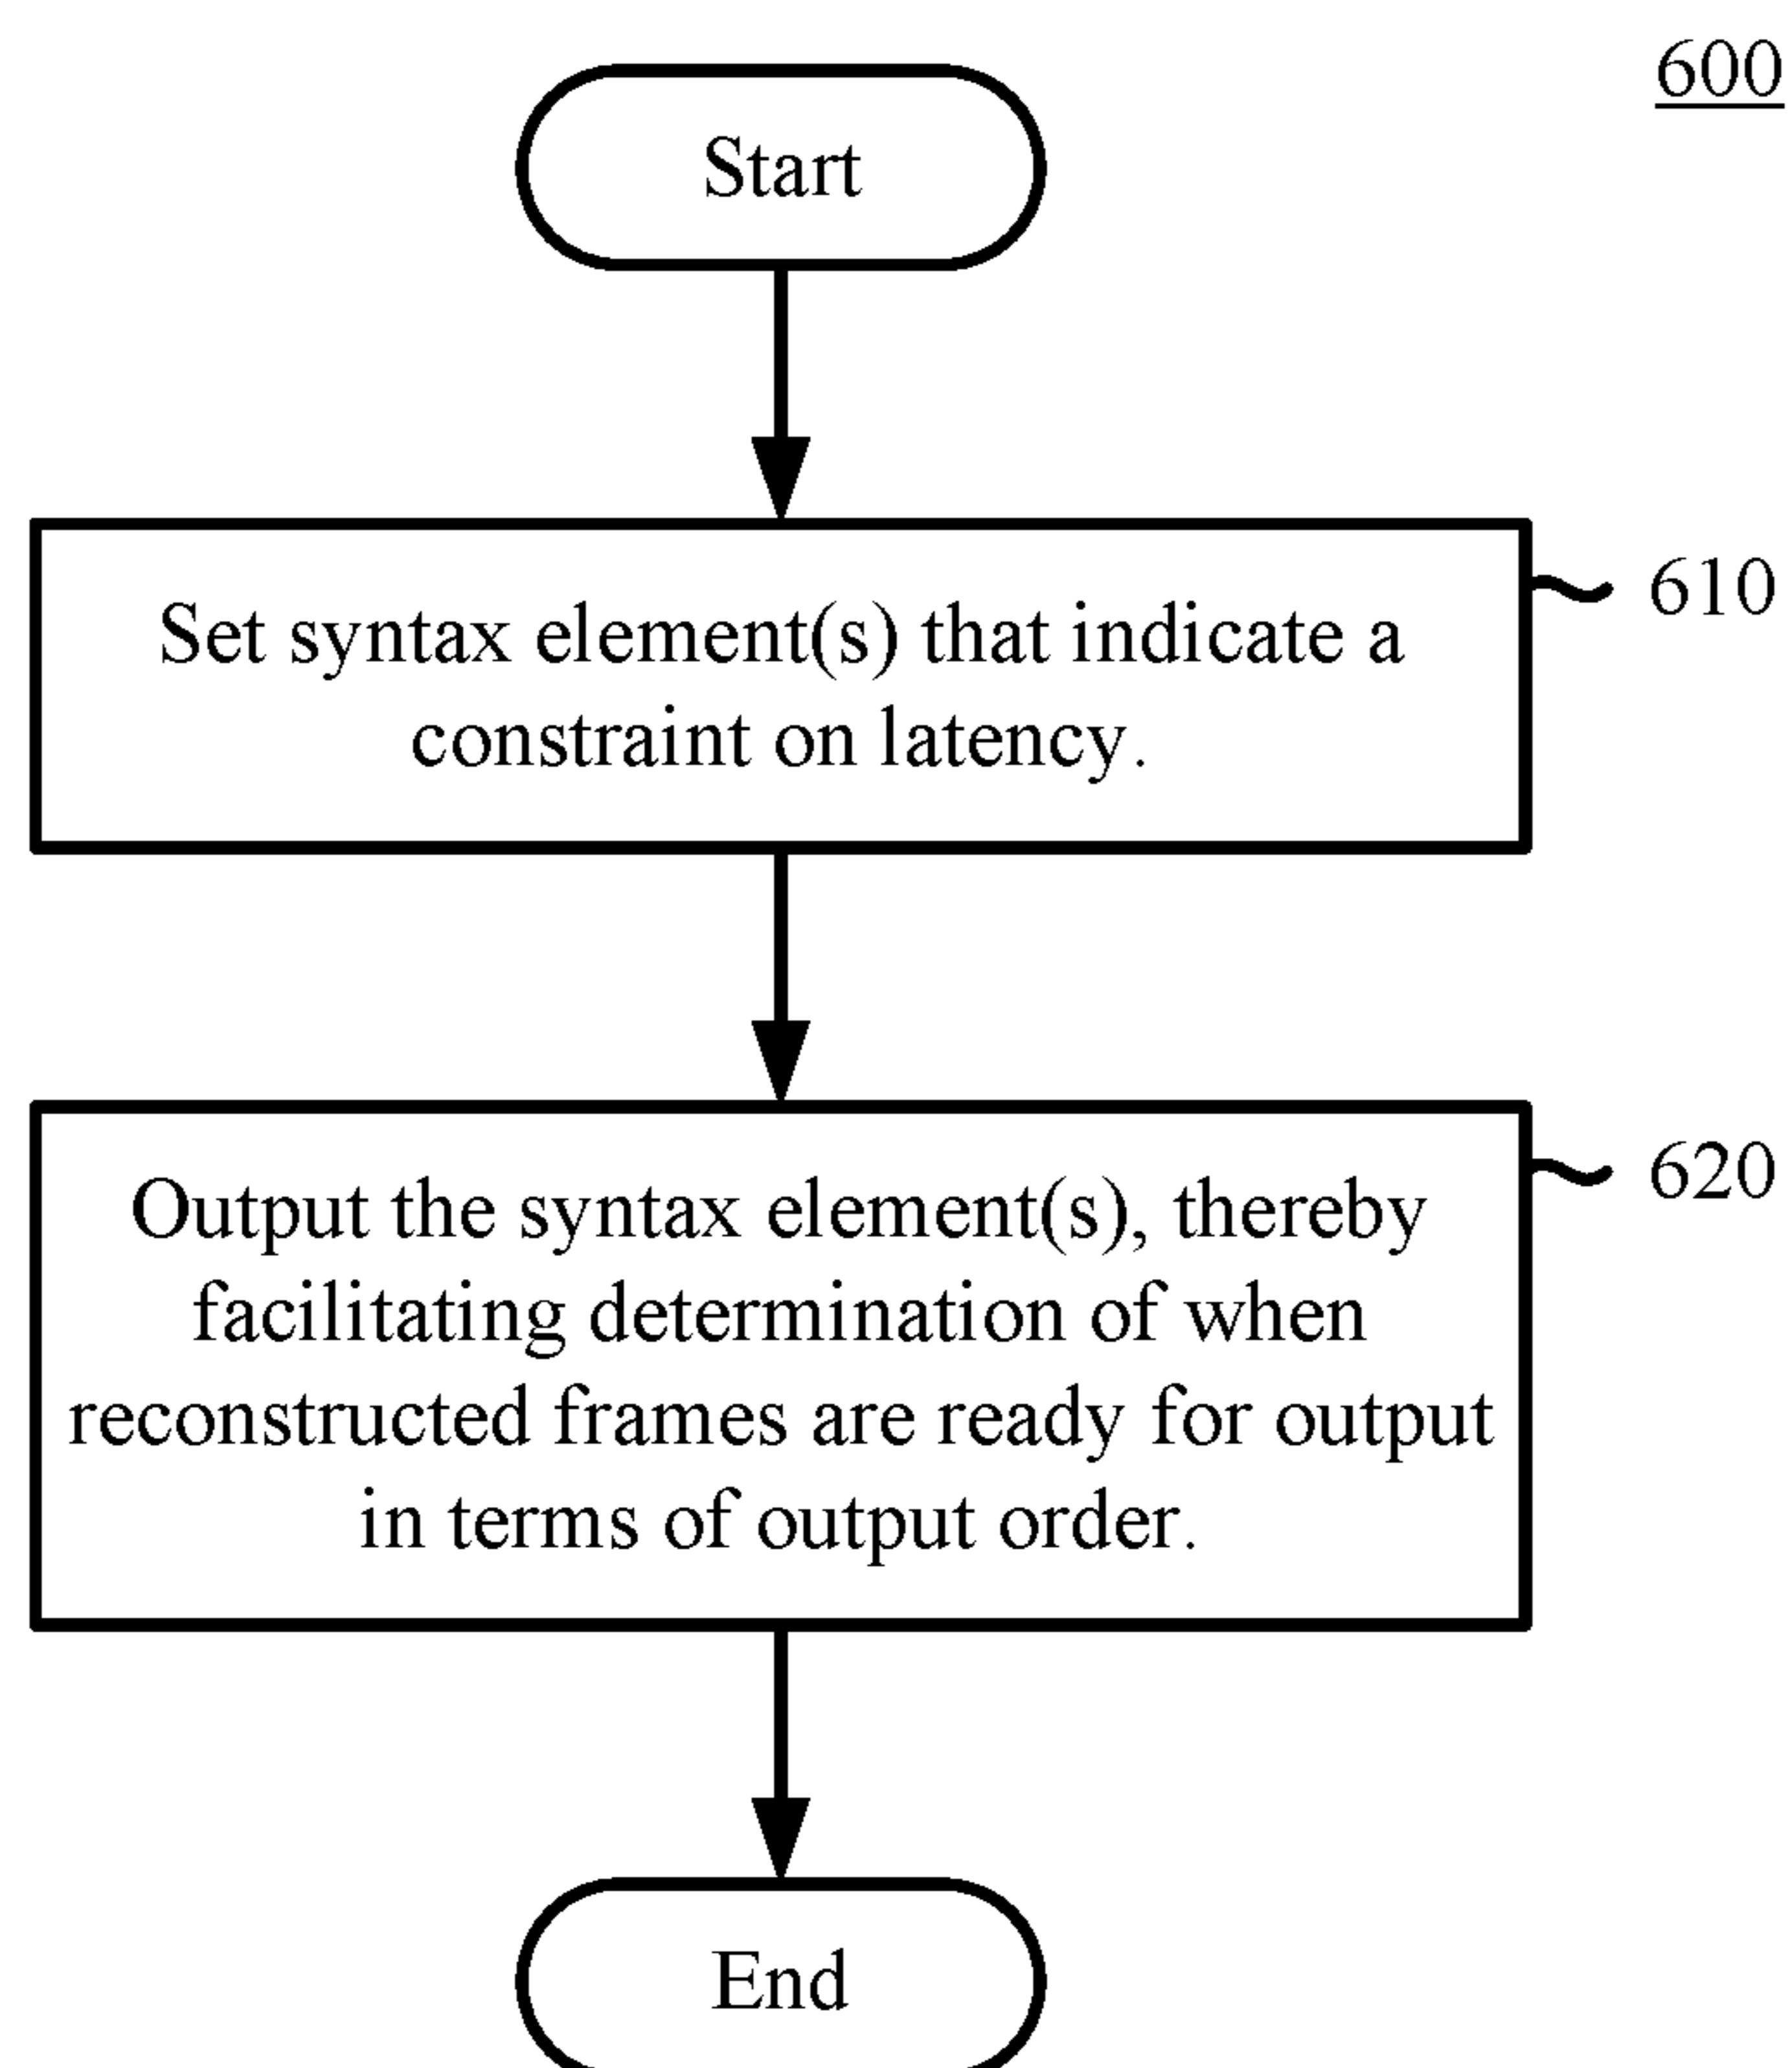 600
Start
Set syntax element(s) that indicate a
constraint on latency.
610
Output the syntax element(s), thereby
facilitating determination of when
reconstructed frames are ready for output
in terms of output order.
620
End